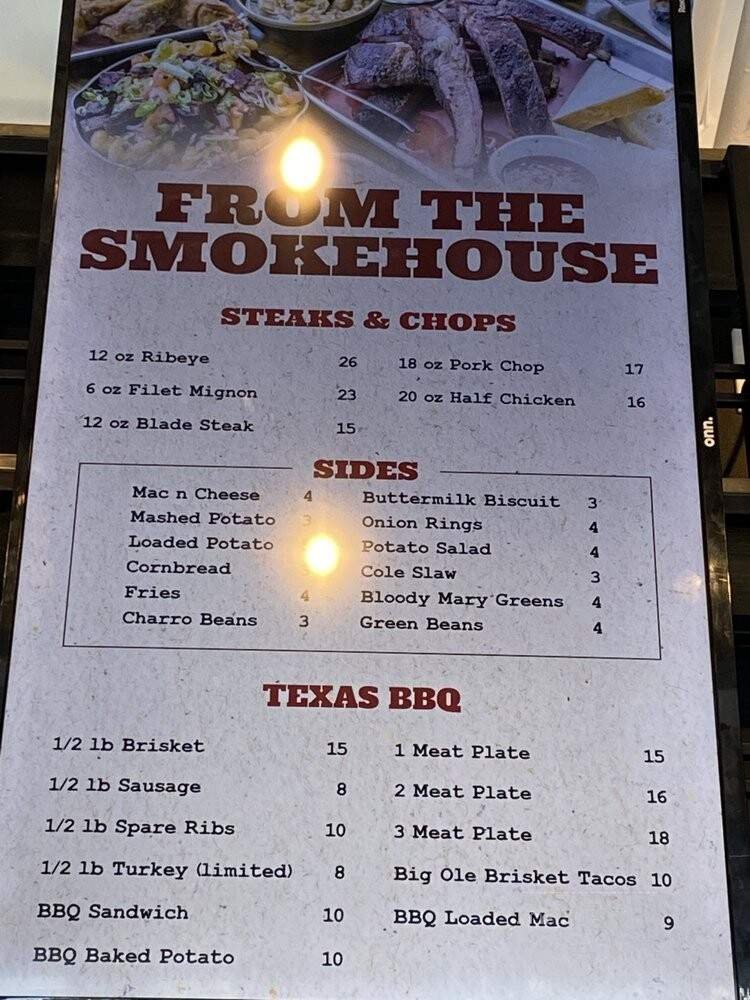 FROM THE
SMOKEHOUSE
STEAKS & CHOPS
12 oz Ribeye 26
6 oz Filet Mignon 23
12 oz Blade Steak 15
18 oz Pork Chop 17
20 oz Half Chicken 16
SIDES
Mac n Cheese 4
Mashed Potato 3
Loaded Potato
Cornbread
Fries 4
Charro Beans 3
Buttermilk Biscuit 3
Onion Rings 4
Potato Salad 4
Cole Slaw 3
Bloody Mary Greens 4
Green Beans 4
TEXAS BBQ
1/2 lb Brisket 15
1/2 lb Sausage 8
1/2 lb Spare Ribs 10
1/2 lb Turkey (limited) 8
BBQ Sandwich 10
BBQ Baked Potato 10
1 Meat Plate 15
2 Meat Plate 16
3 Meat Plate 18
Big Ole Brisket Tacos 10
BBQ Loaded Mac 9
onn.